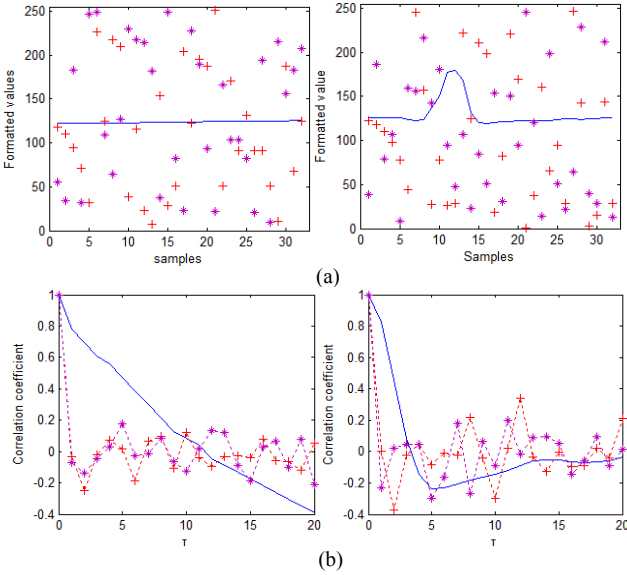 250
200
150
100
50
0
Formatted values
0 5 10 15 20 25 30
samples
250
200
150
100
50
0
Formatted value
0 5 10 15 20 25 30
Samples
(a)
1
0.8
0.6
0.4
0.2
0
-0.2
-0.4
Correlation coefficient
0 5 10 15 20
τ
1
0.8
0.6
0.4
0.2
0
-0.2
-0.4
Correlation coefficient
0 5 10 15 20
τ
(b)